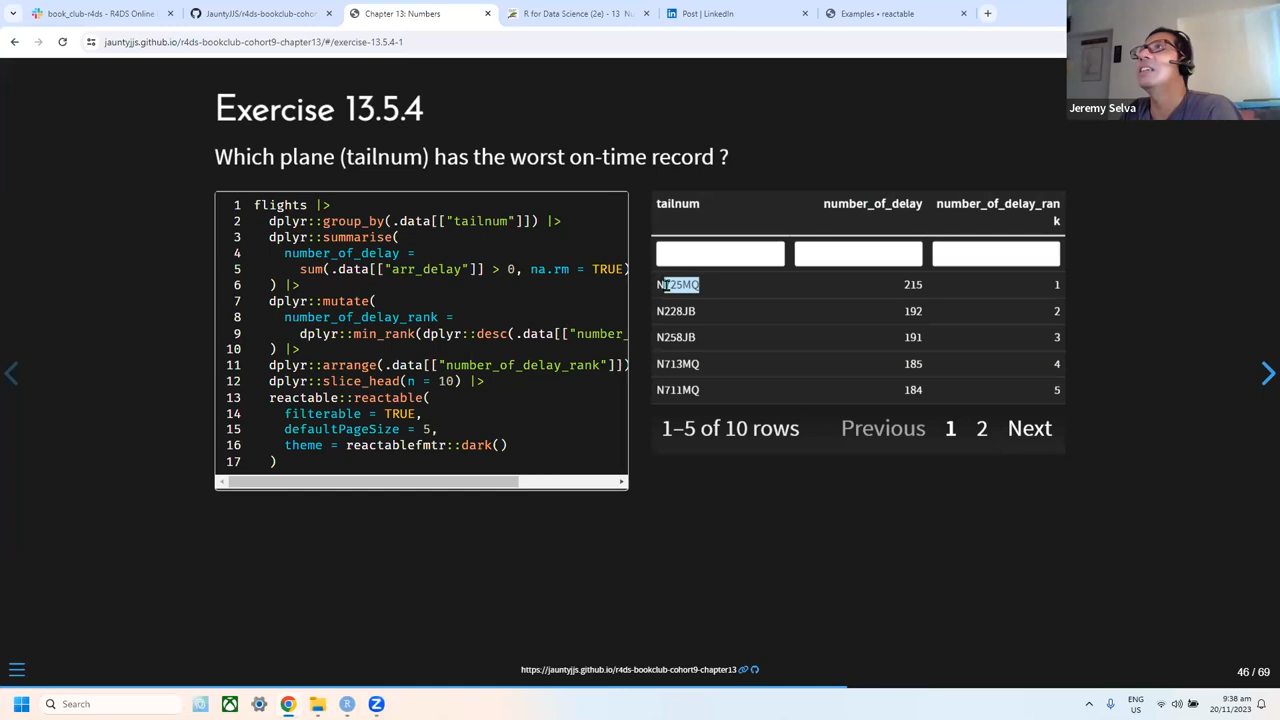 book_club-r4ds - R4DS Online
JauntyJJS/r4ds-bookclub-cohor
Chapter 13: Numbers
R for Data Science (2e) - 13 N
Post | LinkedIn
Examples – reactable
jauntyjjs.github.io/r4ds-bookclub-cohort9-chapter13/#/exercise-13.5.4-1
Jeremy Selva
Exercise 13.5.4
Which plane (tailnum) has the worst on-time record ?
1 flights |>
2 dplyr::group_by(.data[["tailnum"]]) |>
3 dplyr::summarise(
4 number_of_delay =
5 sum(.data[["arr_delay"]] > 0, na.rm = TRUE)
6 ) |>
7 dplyr::mutate(
8 number_of_delay_rank =
9 dplyr::min_rank(dplyr::desc(.data[["number_
10 ) |>
11 dplyr::arrange(.data[["number_of_delay_rank"]])
12 dplyr::slice_head(n = 10) |>
13 reactable::reactable(
14 filterable = TRUE,
15 defaultPageSize = 5,
16 theme = reactablefmtr::dark()
17 )
tailnum number_of_delay number_of_delay_ran
k
N725MQ 215 1
N228JB 192 2
N258JB 191 3
N713MQ 185 4
N711MQ 184 5
1–5 of 10 rows Previous 1 2 Next
https://jauntyjjs.github.io/r4ds-bookclub-cohort9-chapter13
46 / 69
Search
ENG
US
9:38 am
20/11/2023